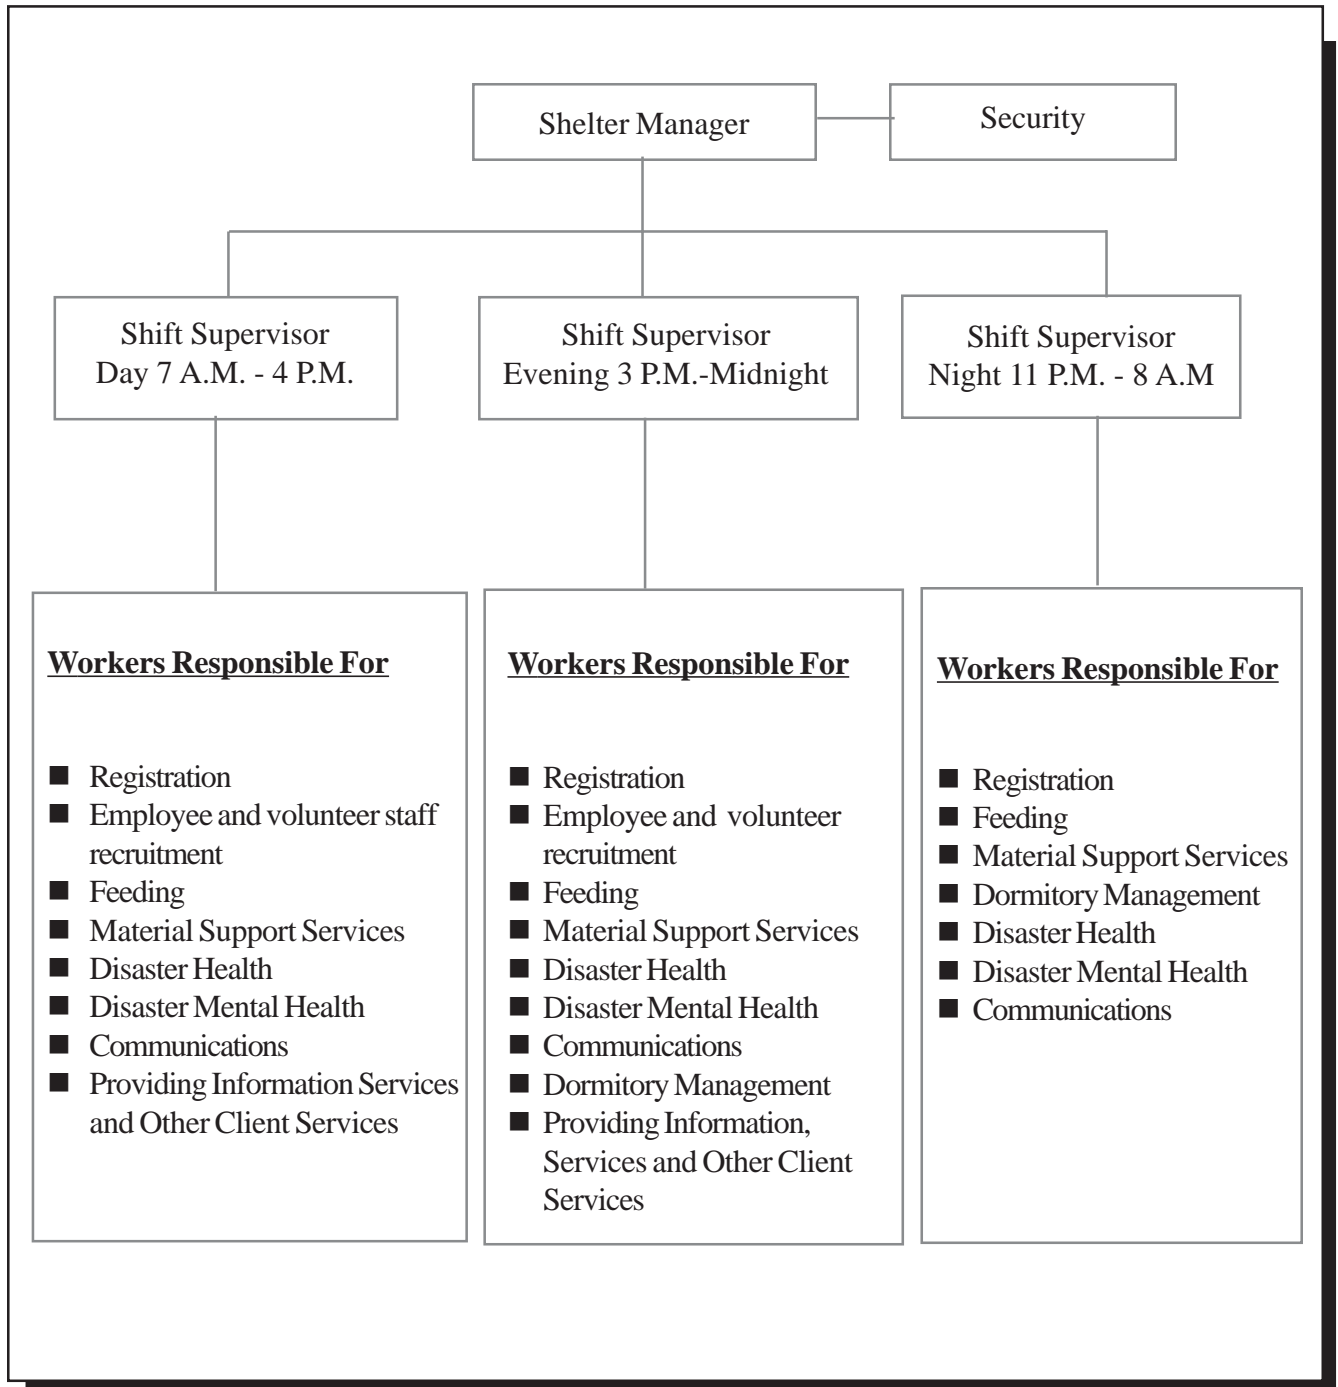 Shelter Manager
Security
Shift Supervisor
Day 7 A.M. - 4 P.M.
Shift Supervisor
Evening 3 P.M.-Midnight
Shift Supervisor
Night 11 P.M. - 8 A.M
Workers Responsible For
■ Registration
■ Employee and volunteer staff
recruitment
■ Feeding
■ Material Support Services
■ Disaster Health
■ Disaster Mental Health
■ Communications
■ Providing Information Services
and Other Client Services
Workers Responsible For
■ Registration
■ Employee and volunteer
recruitment
■ Feeding
■ Material Support Services
■ Disaster Health
■ Disaster Mental Health
■ Communications
■ Dormitory Management
■ Providing Information,
Services and Other Client
Services
Workers Responsible For
■ Registration
■ Feeding
■ Material Support Services
■ Dormitory Management
■ Disaster Health
■ Disaster Mental Health
■ Communications